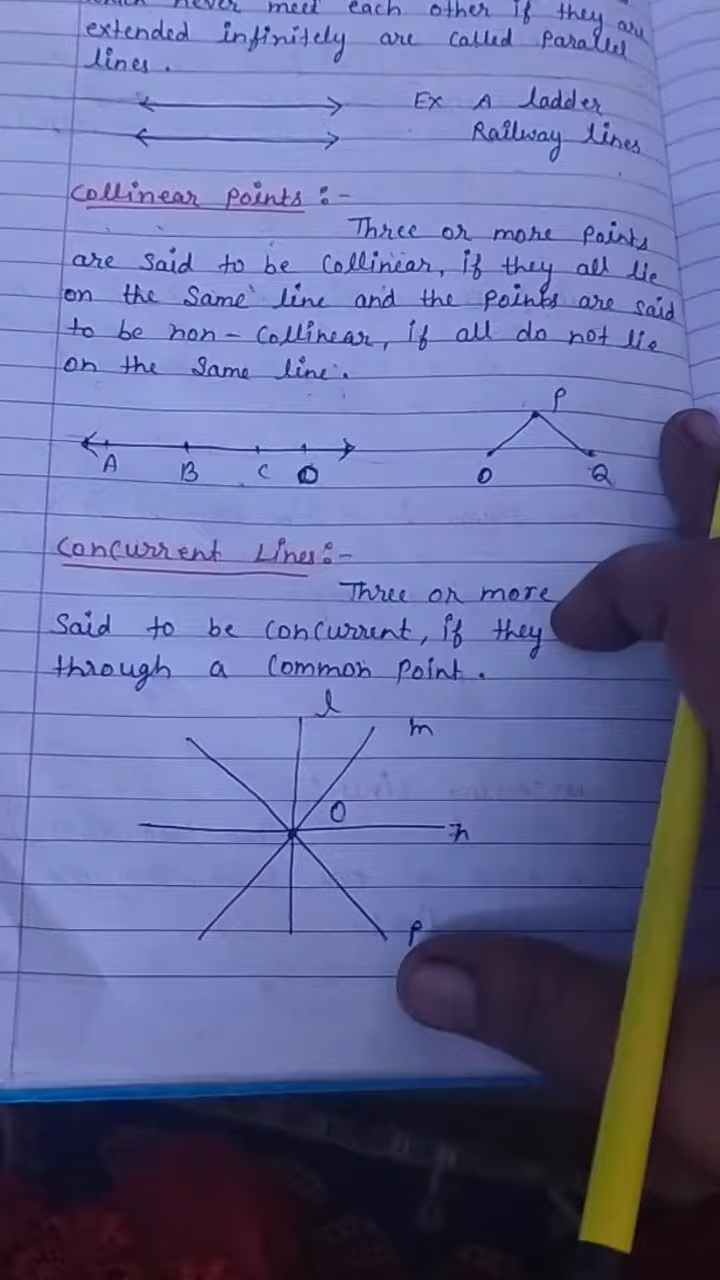 never meet each other if they are
extended infinitely are called Parallel
lines.
Ex A ladder
Railway lines
Collinear Points :-
Three or more Points
are said to be Collinear, if they all lie
on the same line and the points are said
to be non-Collinear, if all do not lie
on the same line.
P
A B C D
O Q
Concurrent Lines:-
Three or more
Said to be concurrent, if they
through a Common Point.
l
m
O
n
P